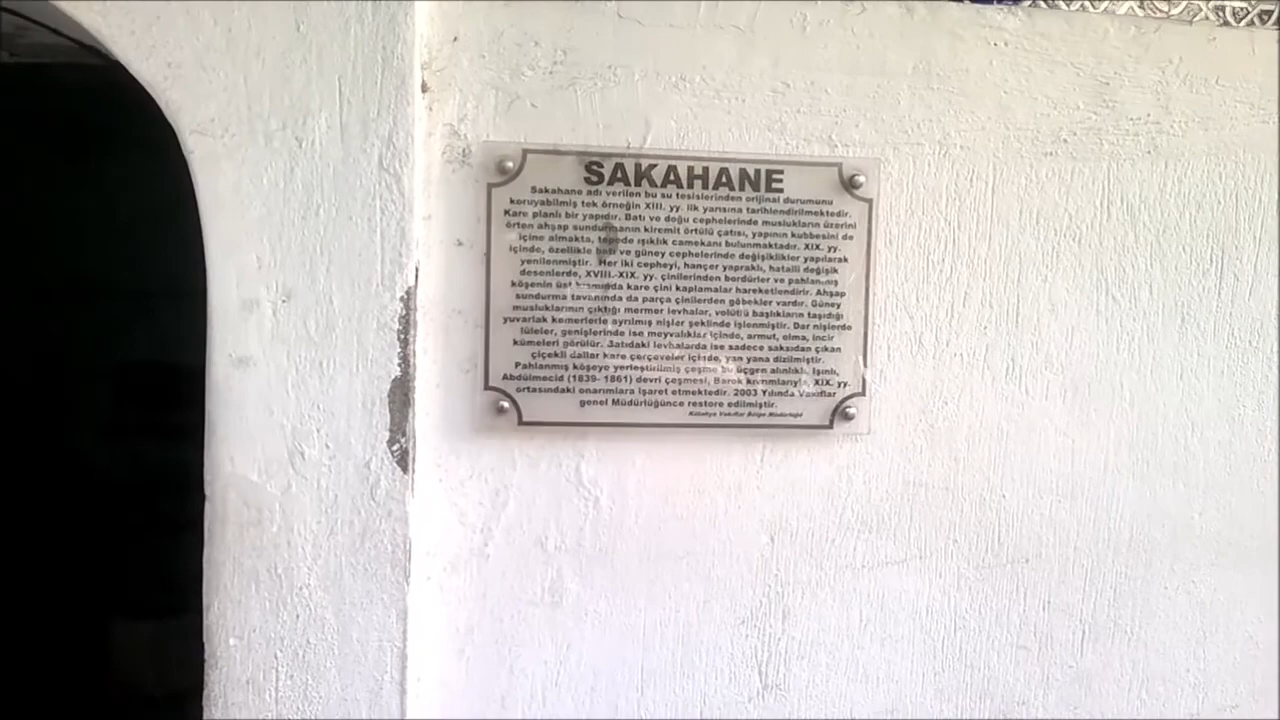 SAKAHANE
Sakahane adı verilen bu su tesislerinden orijinal durumunu
koruyabilmiş tek örneğin XIII. yy. ilk yarısına tarihlendirilmektedir.
Kare planlı bir yapıdır. Batı ve doğu cephelerinde muslukların üzerini
örten ahşap sundurmanın kiremit örtülü çatısı, yapının kubbesini de
içine almakta, tepede ışıklık camekanı bulunmaktadır. XIX. yy.
içinde, özellikle batı ve güney cephelerinde değişiklikler yapılarak
yenilenmiştir. Her iki cepheyi, hançer yapraklı, hataili değişik
desenlerde, XVIII.-XIX. yy. çinilerinden bordürler ve pahlanmış
köşenin üst kısmında kare çini kaplamalar hareketlendirir. Ahşap
sundurma tavanında da parça çinilerden göbekler vardır. Güney
musluklarının çıktığı mermer levhalar, volütlü başlıkların taşıdığı
yuvarlak kemerlerle ayrılmış nişler şeklinde işlenmiştir. Dar nişlerde
lüleler, genişlerinde ise meyvalıklar içinde, armut, elma, incir
kümeleri görülür. Batıdaki levhalarda ise sadece saksıdan çıkan
çiçekli dallar kare çerçeveler içinde, yan yana dizilmiştir.
Pahlanmış köşeye yerleştirilmiş çeşme bu üçgen alınlıklı, ışınlı,
Abdülmecid (1839- 1861) devri çeşmesi, Barok kıvrımlarıyla, XIX. yy.
ortasındaki onarımlara işaret etmektedir. 2003 Yılında Vakıflar
genel Müdürlüğünce restore edilmiştir.
Kütahya Vakıflar Bölge Müdürlüğü